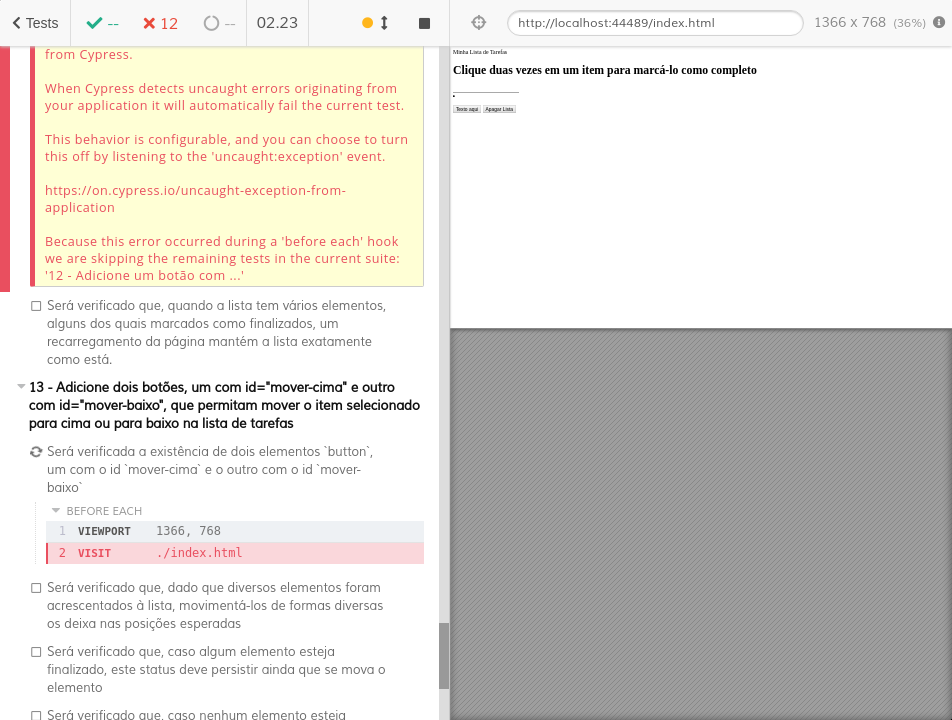 Tests
--
12
--
02.23
http://localhost:44489/index.html
1366 x 768 (36%)
from Cypress.
When Cypress detects uncaught errors originating from
your application it will automatically fail the current test.
This behavior is configurable, and you can choose to turn
this off by listening to the 'uncaught:exception' event.
https://on.cypress.io/uncaught-exception-from-
application
Because this error occurred during a 'before each' hook
we are skipping the remaining tests in the current suite:
'12 - Adicione um botão com ...'
Será verificado que, quando a lista tem vários elementos,
alguns dos quais marcados como finalizados, um
recarregamento da página mantém a lista exatamente
como está.
13 - Adicione dois botões, um com id="mover-cima" e outro
com id="mover-baixo", que permitam mover o item selecionado
para cima ou para baixo na lista de tarefas
Será verificada a existência de dois elementos `button`,
um com o id `mover-cima` e o outro com o id `mover-
baixo`
BEFORE EACH
1 VIEWPORT 1366, 768
2 VISIT ./index.html
Será verificado que, dado que diversos elementos foram
acrescentados à lista, movimentá-los de formas diversas
os deixa nas posições esperadas
Será verificado que, caso algum elemento esteja
finalizado, este status deve persistir ainda que se mova o
elemento
Será verificado que, caso nenhum elemento esteja
Minha Lista de Tarefas
Clique duas vezes em um item para marcá-lo como completo
Texto aqui Apagar Lista